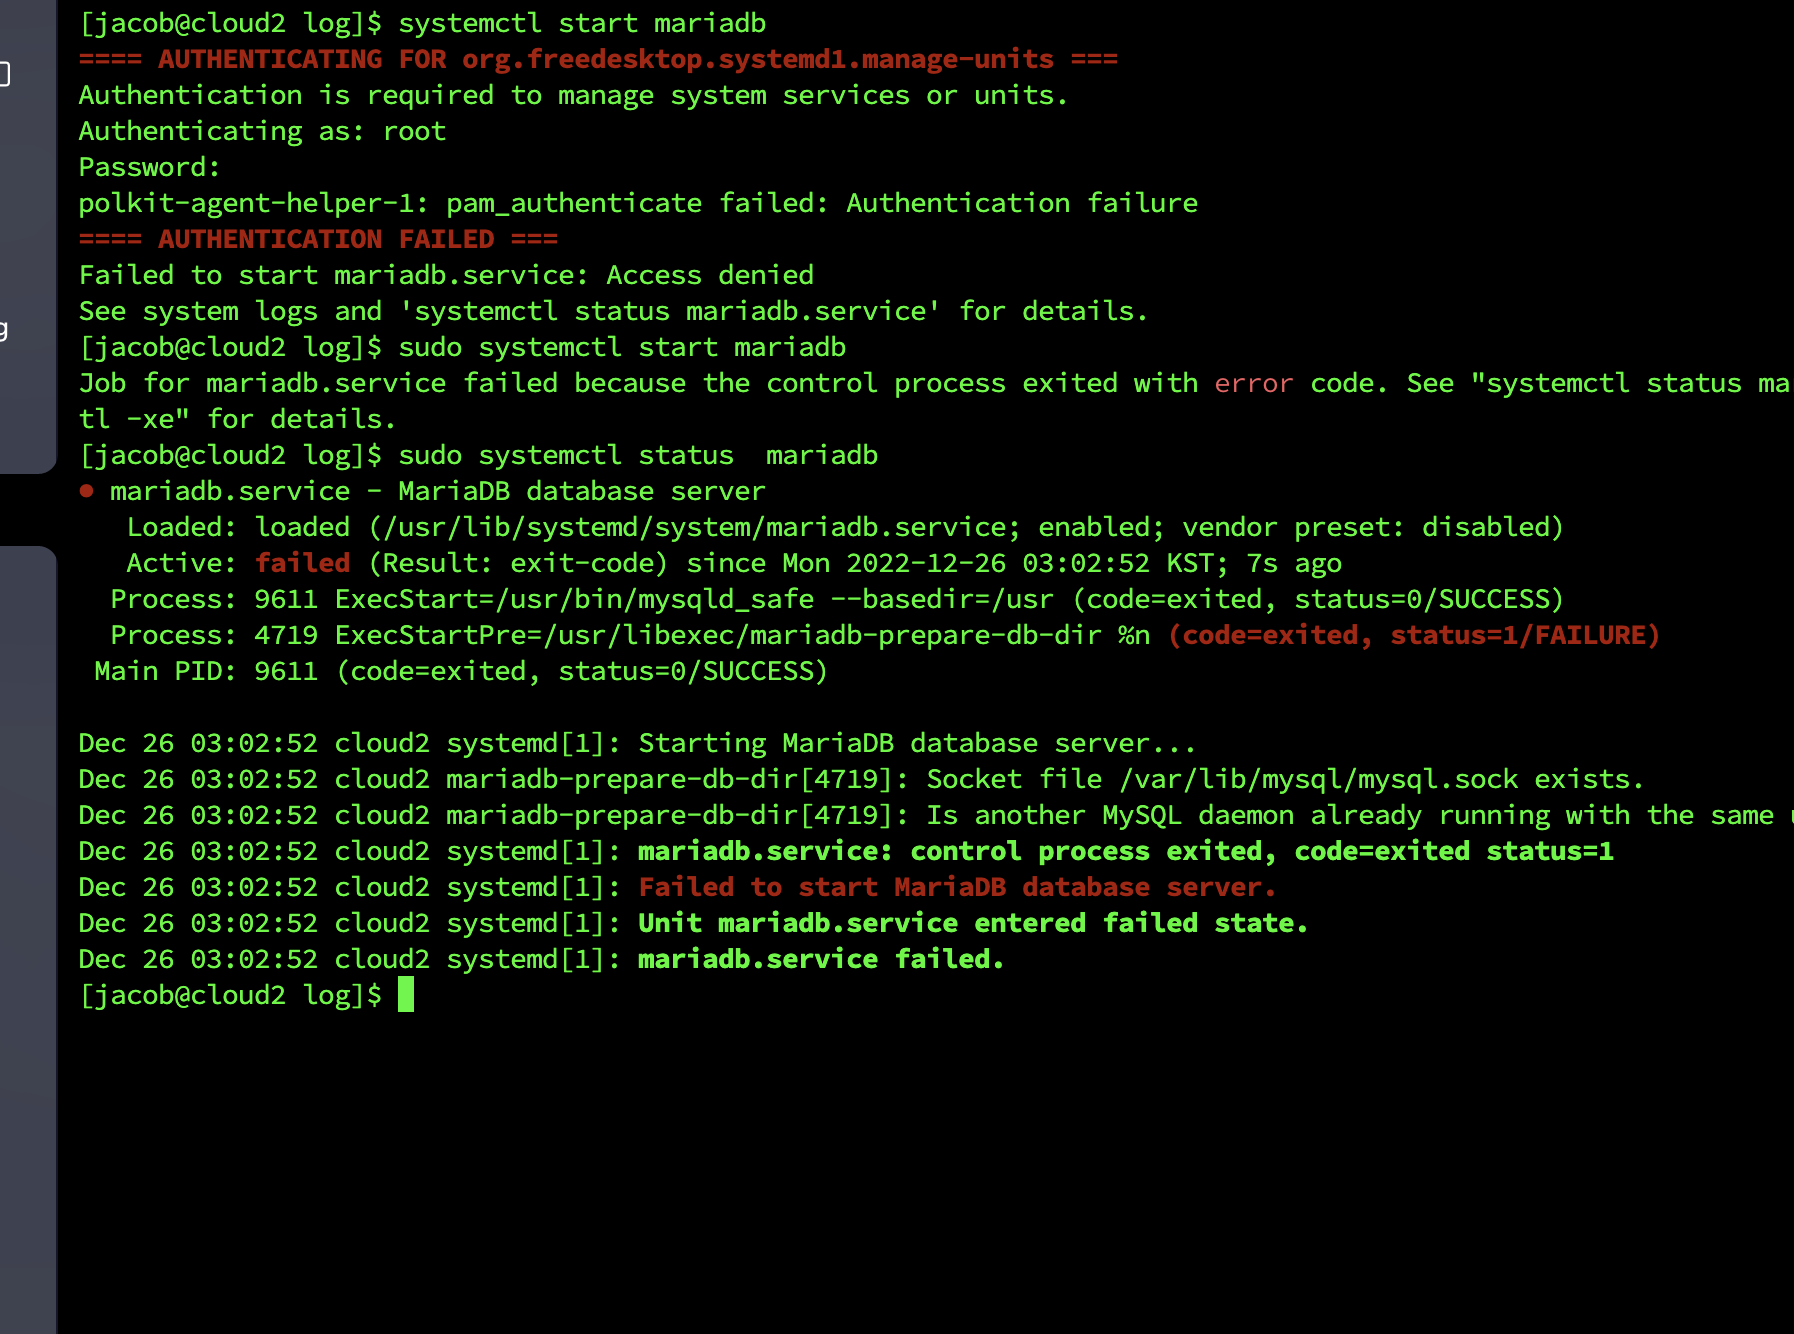 [jacob@cloud2 log]$ systemctl start mariadb
==== AUTHENTICATING FOR org.freedesktop.systemd1.manage-units ===
Authentication is required to manage system services or units.
Authenticating as: root
Password:
polkit-agent-helper-1: pam_authenticate failed: Authentication failure
==== AUTHENTICATION FAILED ===
Failed to start mariadb.service: Access denied
See system logs and 'systemctl status mariadb.service' for details.
[jacob@cloud2 log]$ sudo systemctl start mariadb
Job for mariadb.service failed because the control process exited with error code. See "systemctl status ma
tl -xe" for details.
[jacob@cloud2 log]$ sudo systemctl status  mariadb
● mariadb.service - MariaDB database server
   Loaded: loaded (/usr/lib/systemd/system/mariadb.service; enabled; vendor preset: disabled)
   Active: failed (Result: exit-code) since Mon 2022-12-26 03:02:52 KST; 7s ago
  Process: 9611 ExecStart=/usr/bin/mysqld_safe --basedir=/usr (code=exited, status=0/SUCCESS)
  Process: 4719 ExecStartPre=/usr/libexec/mariadb-prepare-db-dir %n (code=exited, status=1/FAILURE)
 Main PID: 9611 (code=exited, status=0/SUCCESS)

Dec 26 03:02:52 cloud2 systemd[1]: Starting MariaDB database server...
Dec 26 03:02:52 cloud2 mariadb-prepare-db-dir[4719]: Socket file /var/lib/mysql/mysql.sock exists.
Dec 26 03:02:52 cloud2 mariadb-prepare-db-dir[4719]: Is another MySQL daemon already running with the same
Dec 26 03:02:52 cloud2 systemd[1]: mariadb.service: control process exited, code=exited status=1
Dec 26 03:02:52 cloud2 systemd[1]: Failed to start MariaDB database server.
Dec 26 03:02:52 cloud2 systemd[1]: Unit mariadb.service entered failed state.
Dec 26 03:02:52 cloud2 systemd[1]: mariadb.service failed.
[jacob@cloud2 log]$